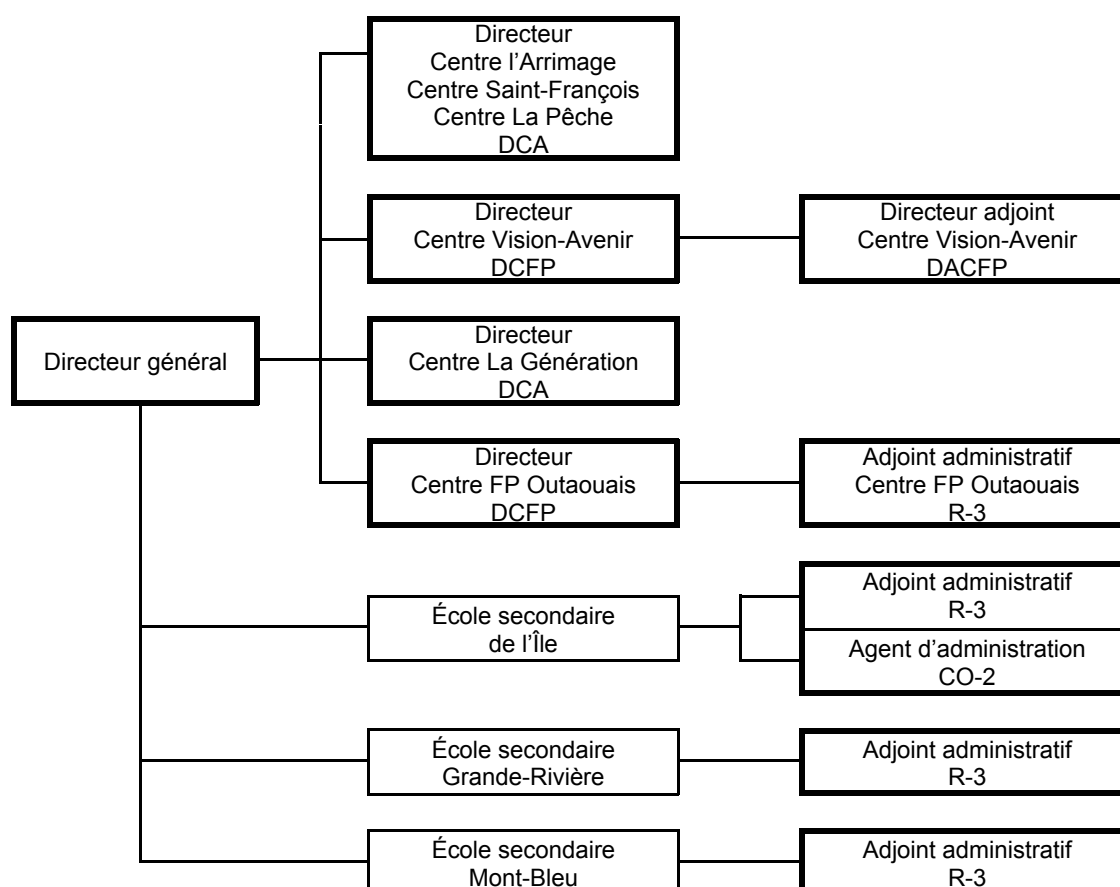 Directeur
Centre l’Arrimage
Centre Saint-François
Centre La Pêche
DCA
Directeur
Centre Vision-Avenir
DCFP
Directeur adjoint
Centre Vision-Avenir
DACFP
Directeur général
Directeur
Centre La Génération
DCA
Directeur
Centre FP Outaouais
DCFP
Adjoint administratif
Centre FP Outaouais
R-3
École secondaire
de l’Île
Adjoint administratif
R-3
Agent d’administration
CO-2
École secondaire
Grande-Rivière
Adjoint administratif
R-3
École secondaire
Mont-Bleu
Adjoint administratif
R-3